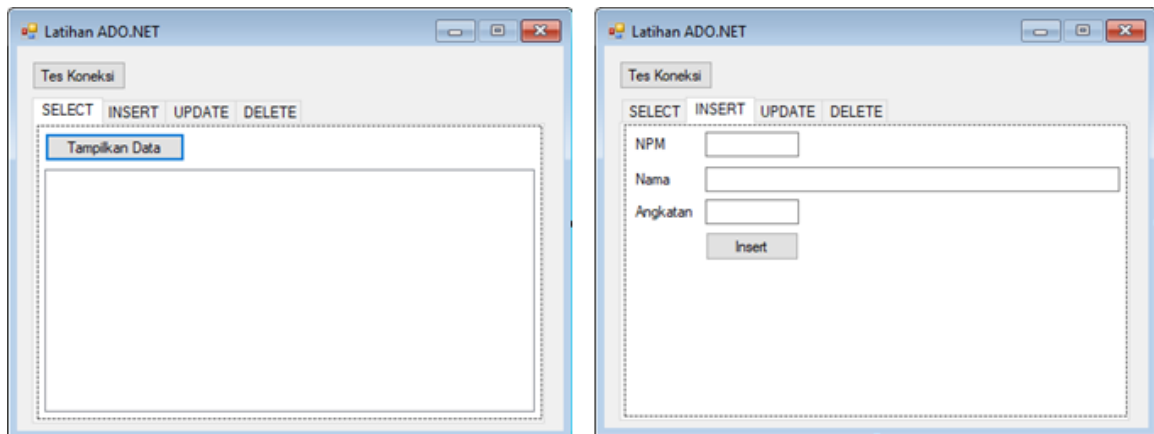 Latihan ADO.NET
Tes Koneksi
SELECT INSERT UPDATE DELETE
Tampilkan Data
Latihan ADO.NET
Tes Koneksi
SELECT INSERT UPDATE DELETE
NPM
Nama
Angkatan
Insert